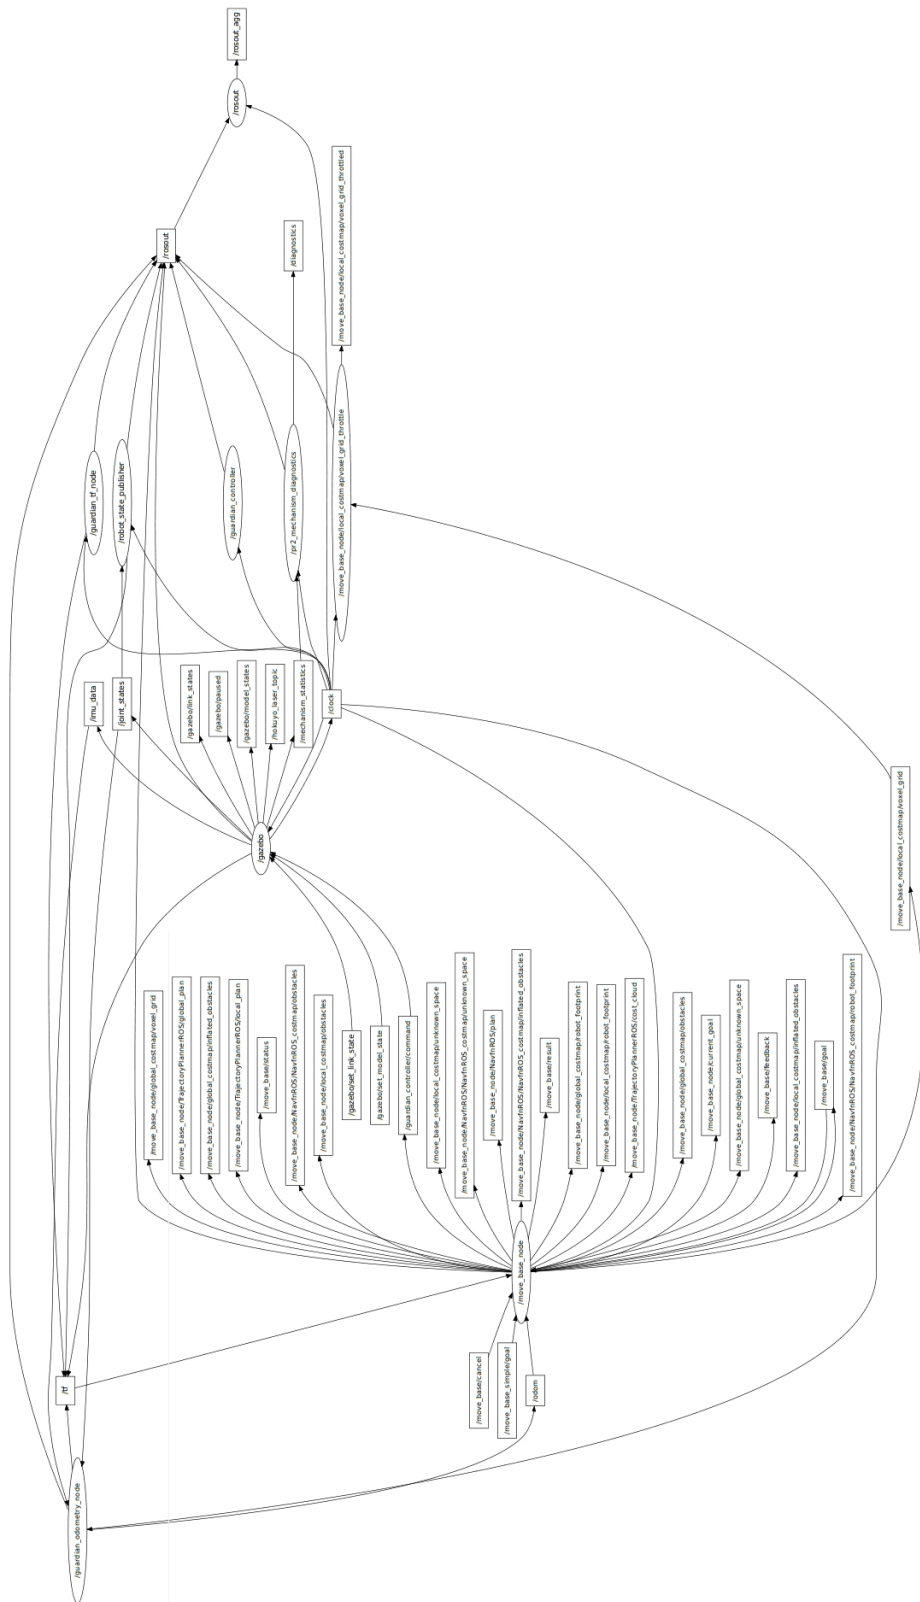 /rosout_agg
/rosout
/rosout
/diagnostics
/move_base_node/local_costmap/voxel_grid_throttled
/guardian_tf_node
/robot_state_publisher
/guardian_controller
/pr2_mechanism_diagnostics
/move_base_node/local_costmap/voxel_grid_throttle
/imu_data
/joint_states
/gazebo/link_states
/gazebo/paused
/gazebo/model_states
/hokuyo_laser_topic
/mechanism_statistics
/clock
/gazebo
/move_base_node/local_costmap/voxel_grid
/move_base_node/global_costmap/voxel_grid
/move_base_node/TrajectoryPlannerROS/global_plan
/move_base_node/global_costmap/inflated_obstacles
/move_base_node/TrajectoryPlannerROS/local_plan
/move_base/status
/move_base_node/NavfnROS/NavfnROS_costmap/obstacles
/move_base_node/local_costmap/obstacles
/gazebo/set_link_state
/gazebo/set_model_state
/guardian_controller/command
/move_base_node/local_costmap/unknown_space
/move_base_node/NavfnROS/NavfnROS_costmap/unknown_space
/move_base_node/NavfnROS/plan
/move_base_node/NavfnROS/NavfnROS_costmap/inflated_obstacles
/move_base/result
/move_base_node/global_costmap/robot_footprint
/move_base_node/local_costmap/robot_footprint
/move_base_node/TrajectoryPlannerROS/cost_cloud
/move_base_node/global_costmap/obstacles
/move_base_node/current_goal
/move_base_node/global_costmap/unknown_space
/move_base/feedback
/move_base_node/local_costmap/inflated_obstacles
/move_base/goal
/move_base_node/NavfnROS/NavfnROS_costmap/robot_footprint
/move_base_node
/tf
/move_base/cancel
/move_base_simple/goal
/odom
/guardian_odometry_node